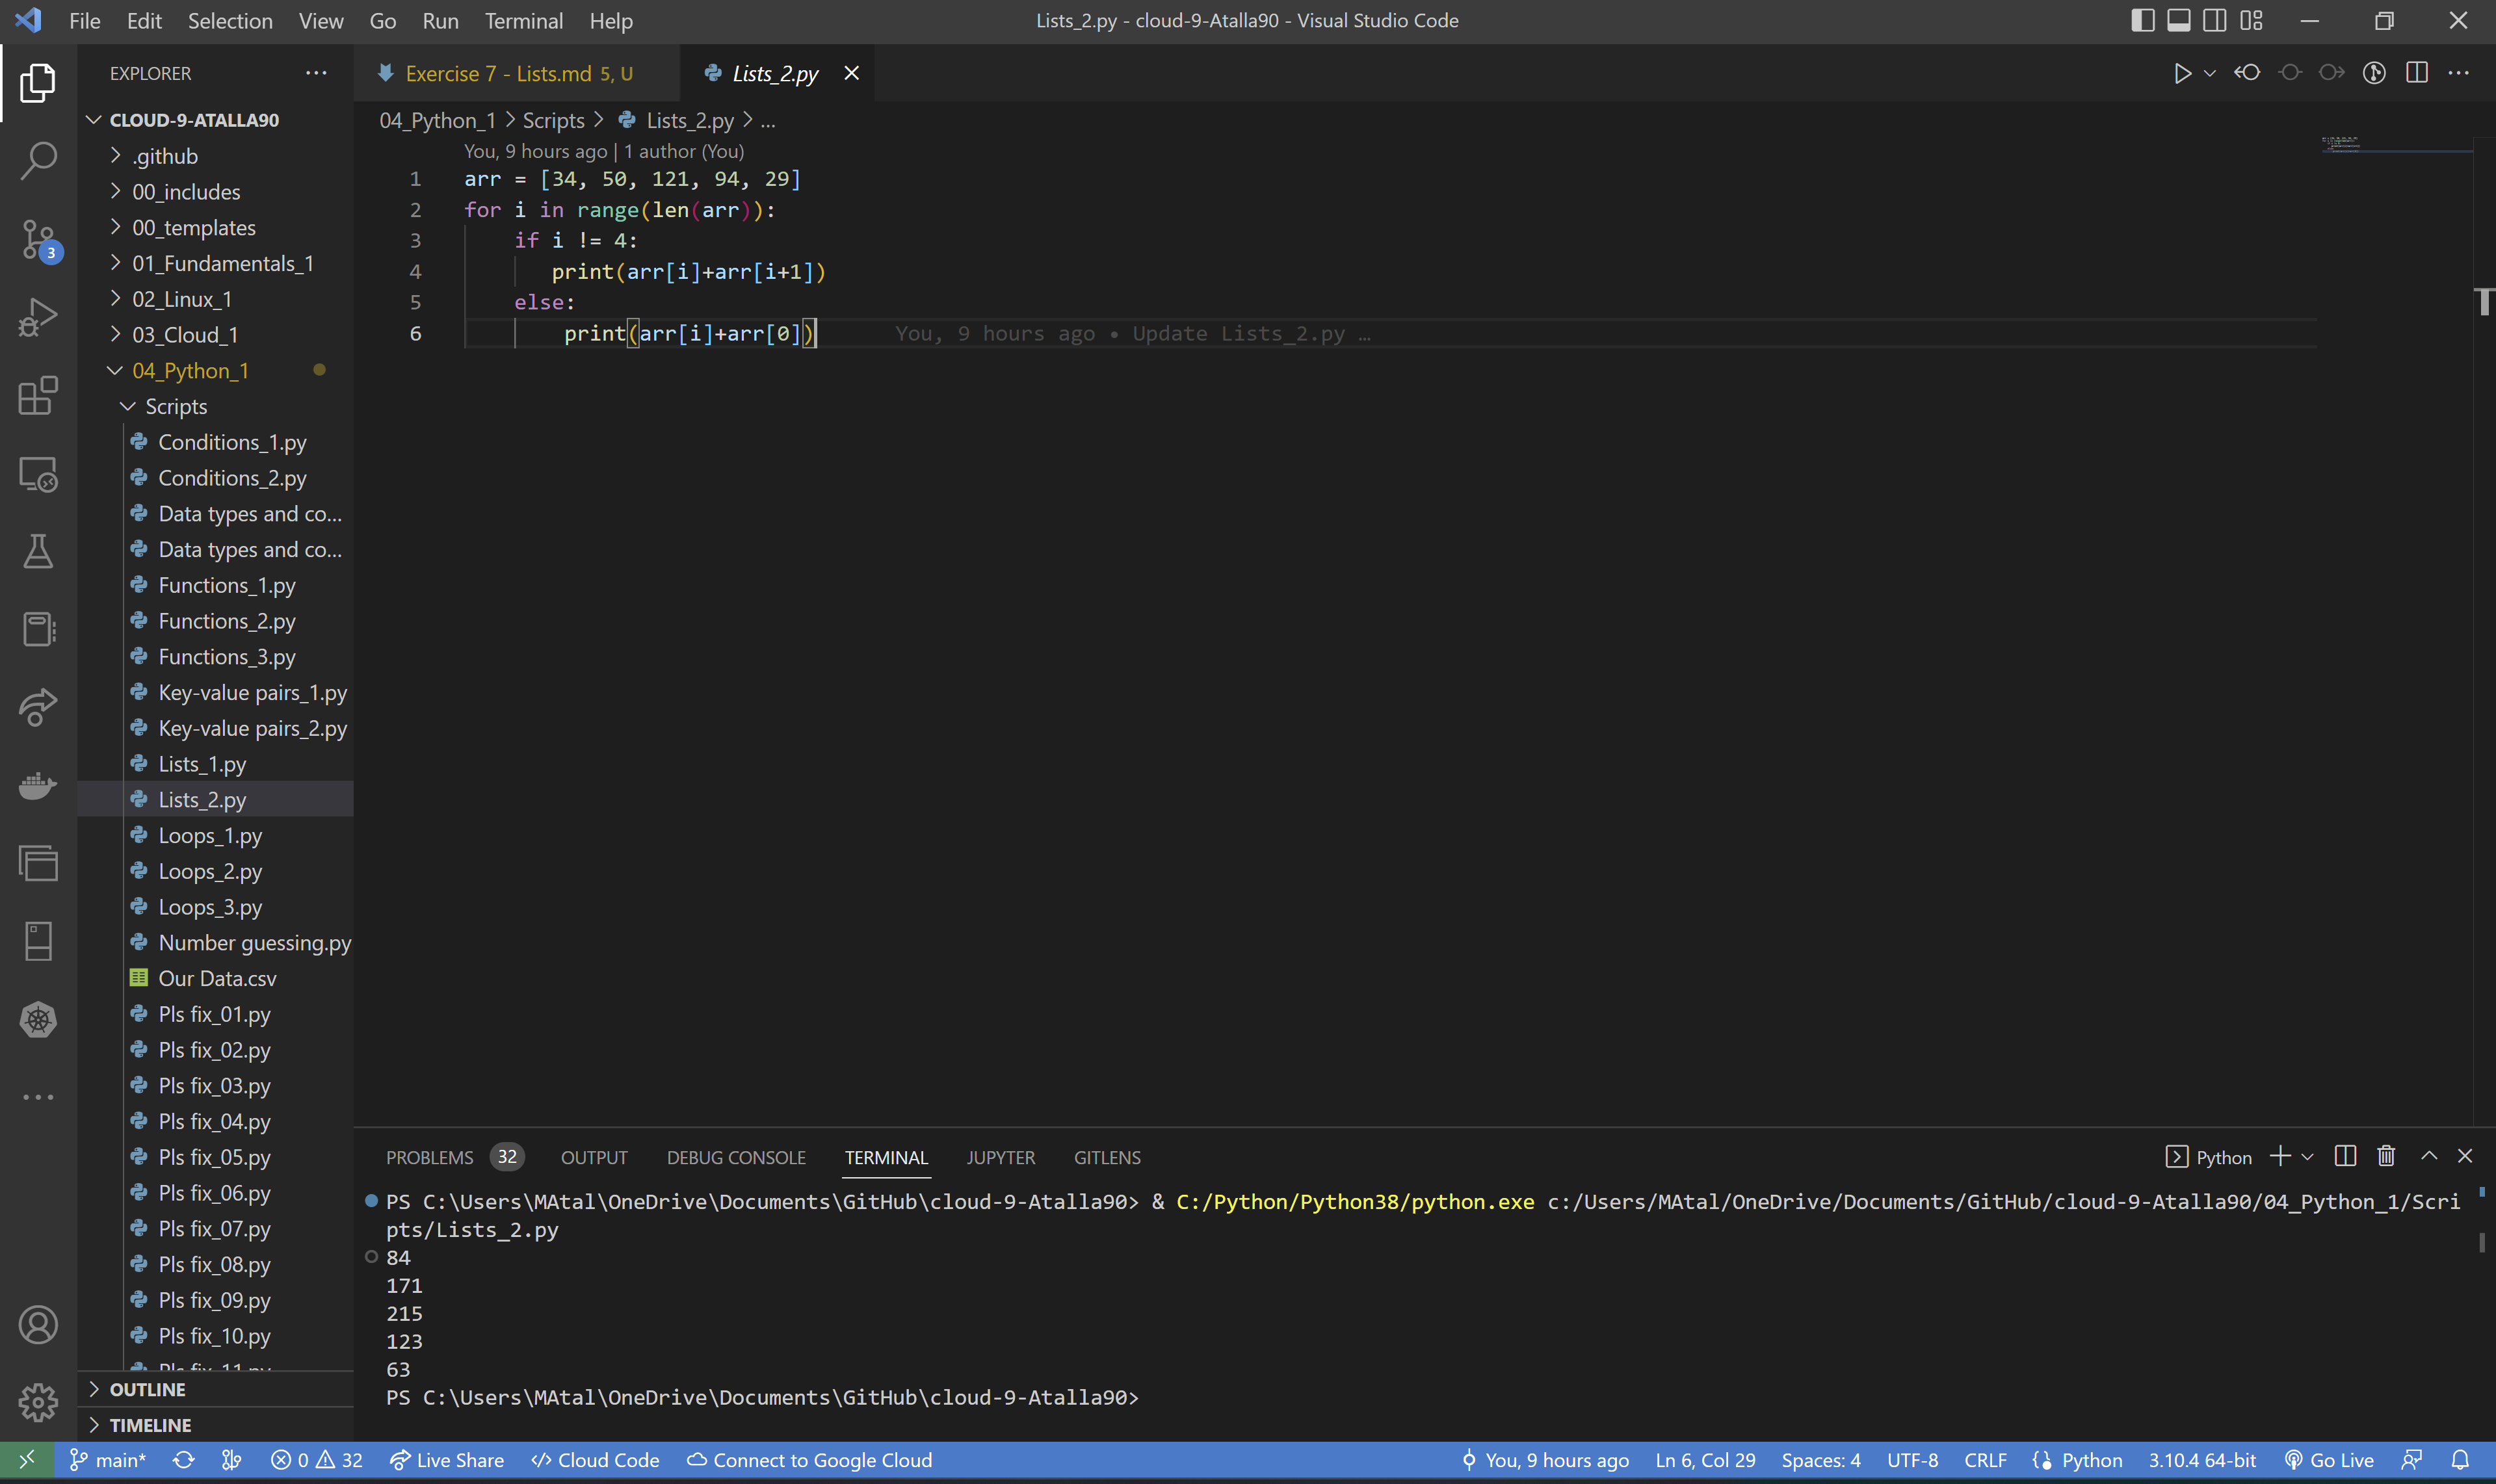 File Edit Selection View Go Run Terminal Help Lists_2.py - cloud-9-Atalla90 - Visual Studio Code
EXPLORER
Exercise 7 - Lists.md 5, U Lists_2.py
CLOUD-9-ATALLA90
04_Python_1 > Scripts > Lists_2.py > ...
.github
00_includes
00_templates
01_Fundamentals_1
02_Linux_1
03_Cloud_1
04_Python_1
Scripts
Conditions_1.py
Conditions_2.py
Data types and co...
Data types and co...
Functions_1.py
Functions_2.py
Functions_3.py
Key-value pairs_1.py
Key-value pairs_2.py
Lists_1.py
Lists_2.py
Loops_1.py
Loops_2.py
Loops_3.py
Number guessing.py
Our Data.csv
Pls fix_01.py
Pls fix_02.py
Pls fix_03.py
Pls fix_04.py
Pls fix_05.py
Pls fix_06.py
Pls fix_07.py
Pls fix_08.py
Pls fix_09.py
Pls fix_10.py
Pls fix_11.py
OUTLINE
TIMELINE
3
You, 9 hours ago | 1 author (You)
1 arr = [34, 50, 121, 94, 29]
2 for i in range(len(arr)):
3 if i != 4:
4 print(arr[i]+arr[i+1])
5 else:
6 print(arr[i]+arr[0]) You, 9 hours ago • Update Lists_2.py …
PROBLEMS 32 OUTPUT DEBUG CONSOLE TERMINAL JUPYTER GITLENS Python
PS C:\Users\MAtal\OneDrive\Documents\GitHub\cloud-9-Atalla90> & C:/Python/Python38/python.exe c:/Users/MAtal/OneDrive/Documents/GitHub/cloud-9-Atalla90/04_Python_1/Scri
pts/Lists_2.py
84
171
215
123
63
PS C:\Users\MAtal\OneDrive\Documents\GitHub\cloud-9-Atalla90>
main* 0 32 Live Share Cloud Code Connect to Google Cloud You, 9 hours ago Ln 6, Col 29 Spaces: 4 UTF-8 CRLF Python 3.10.4 64-bit Go Live